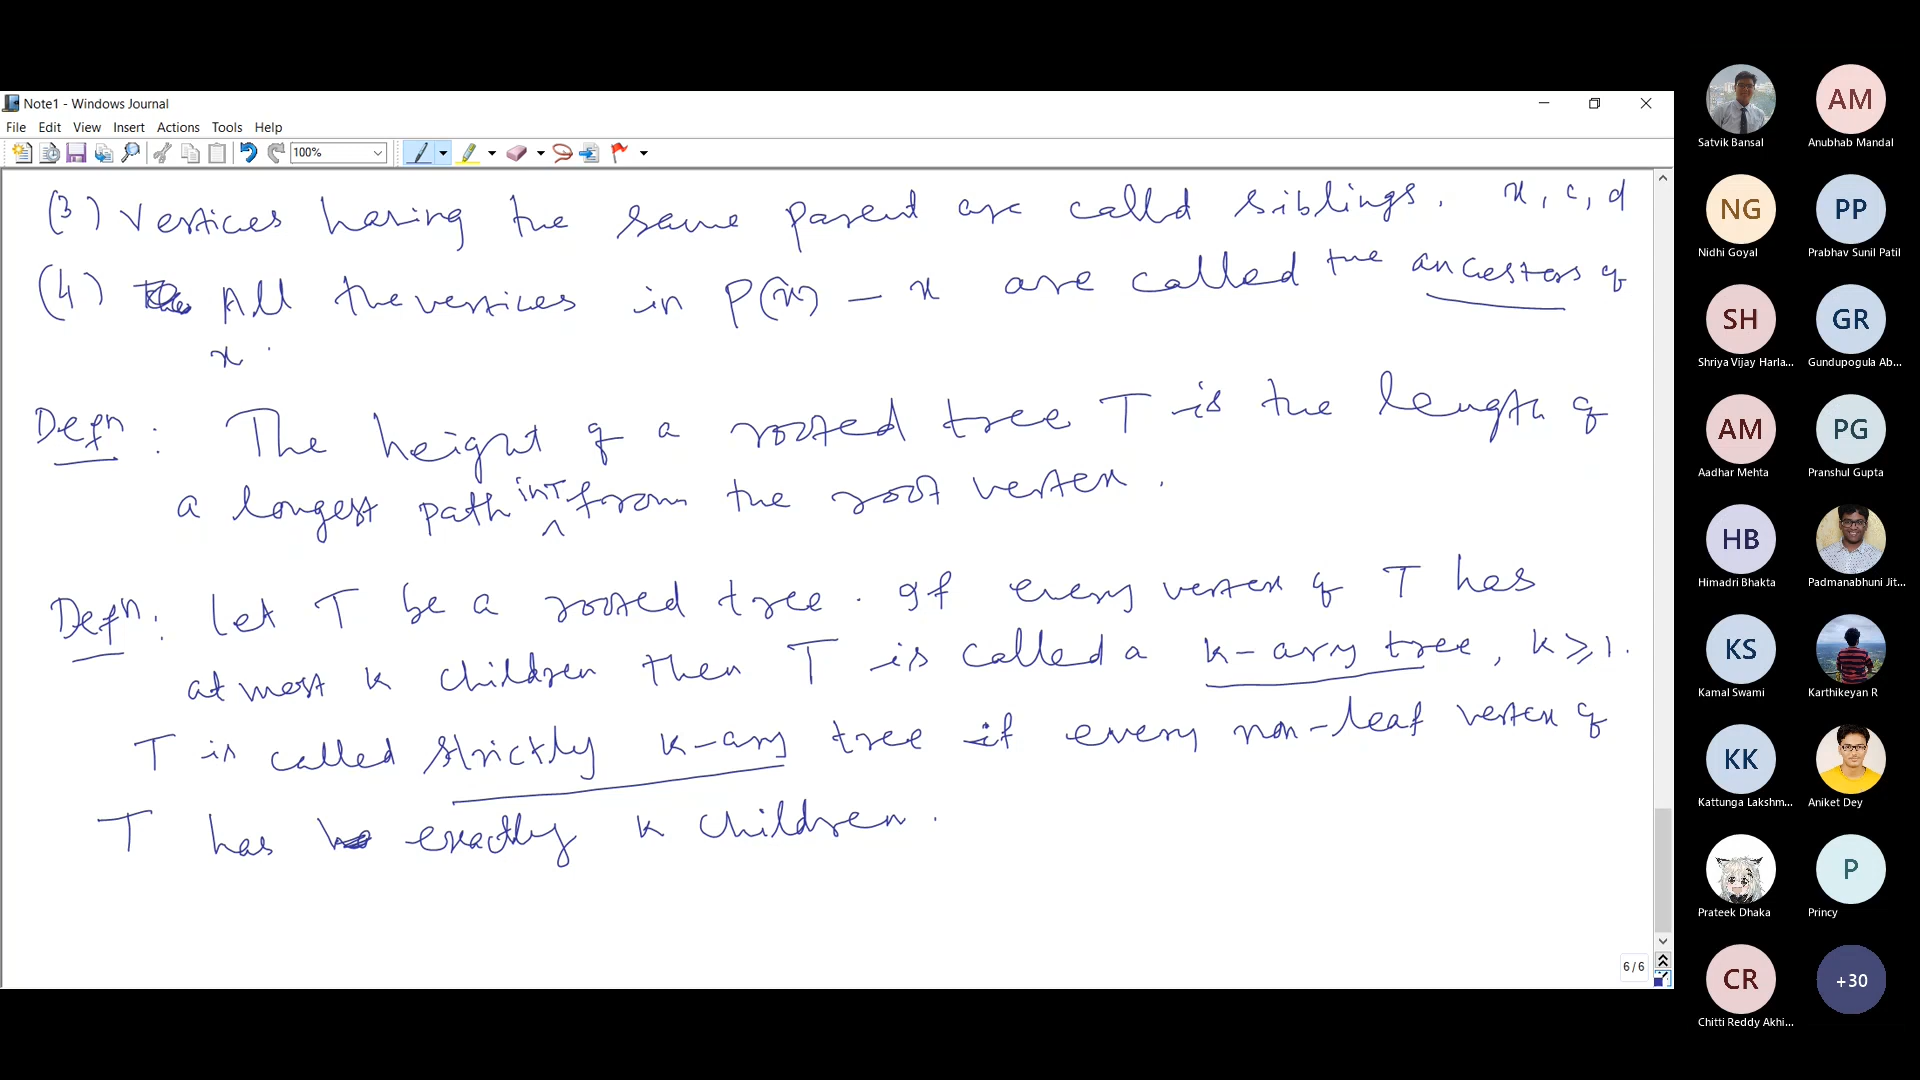 Note1 - Windows Journal
File Edit View Insert Actions Tools Help
100%
(3) Vertices having the same parent are called siblings. x, c, d
(4) All the vertices in P(x) - x are called the ancestors of
x.
Defn: The height of a rooted tree T is the length of
a longest path in T from the root vertex.
Defn: Let T be a rooted tree. If every vertex of T has
atmost k children then T is called a k-ary tree, k ≥ 1.
T is called strictly k-ary tree if every non-leaf vertex of
T has exactly k children.
6 / 6
Satvik Bansal
AM
Anubhab Mandal
NG
Nidhi Goyal
PP
Prabhav Sunil Patil
SH
Shriya Vijay Harla...
GR
Gundupogula Ab...
AM
Aadhar Mehta
PG
Pranshul Gupta
HB
Himadri Bhakta
Padmanabhuni Jit...
KS
Kamal Swami
Karthikeyan R
KK
Kattunga Lakshm...
Aniket Dey
Prateek Dhaka
P
Princy
CR
Chitti Reddy Akhi...
+30